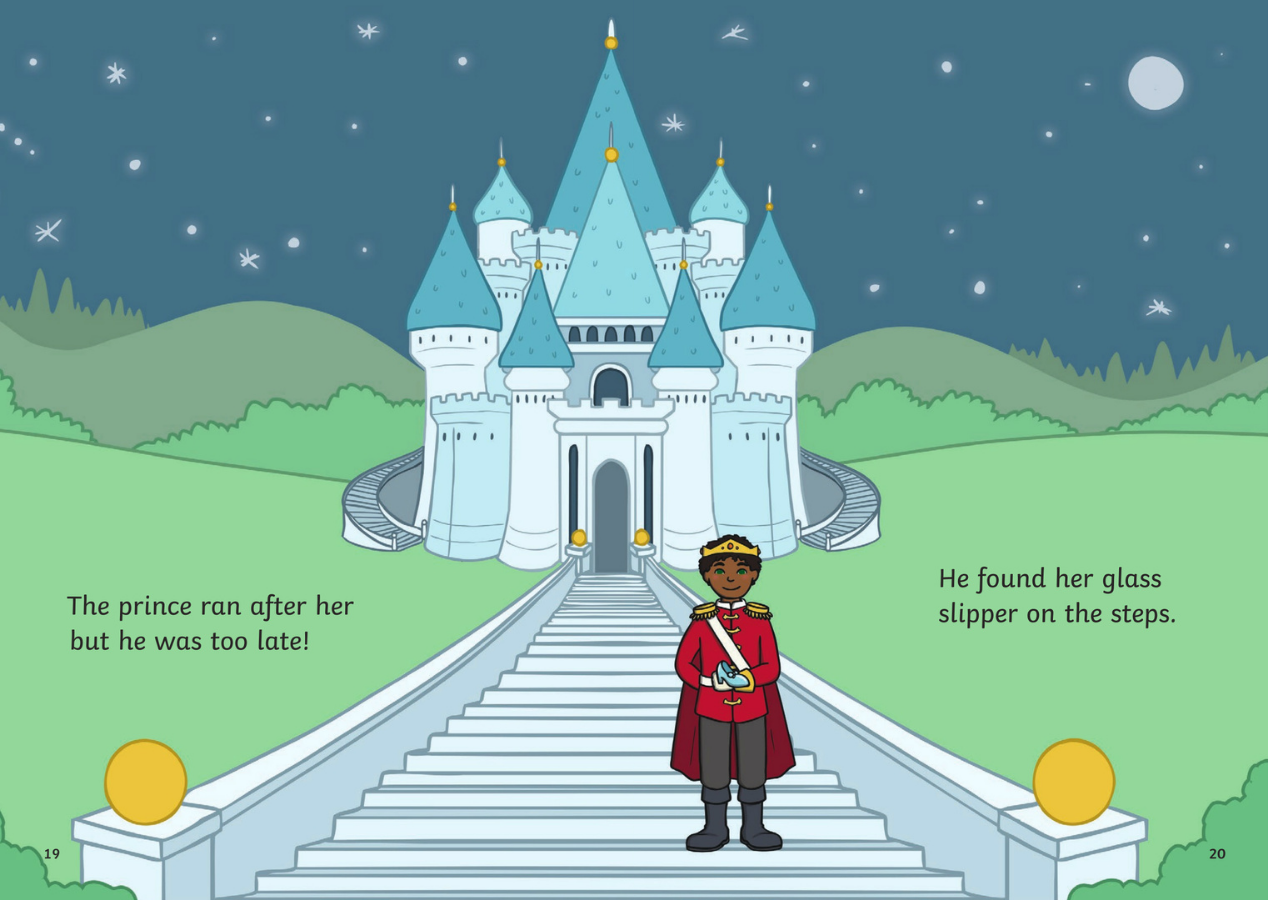 The prince ran after her
but he was too late!
19
He found her glass
slipper on the steps.
20